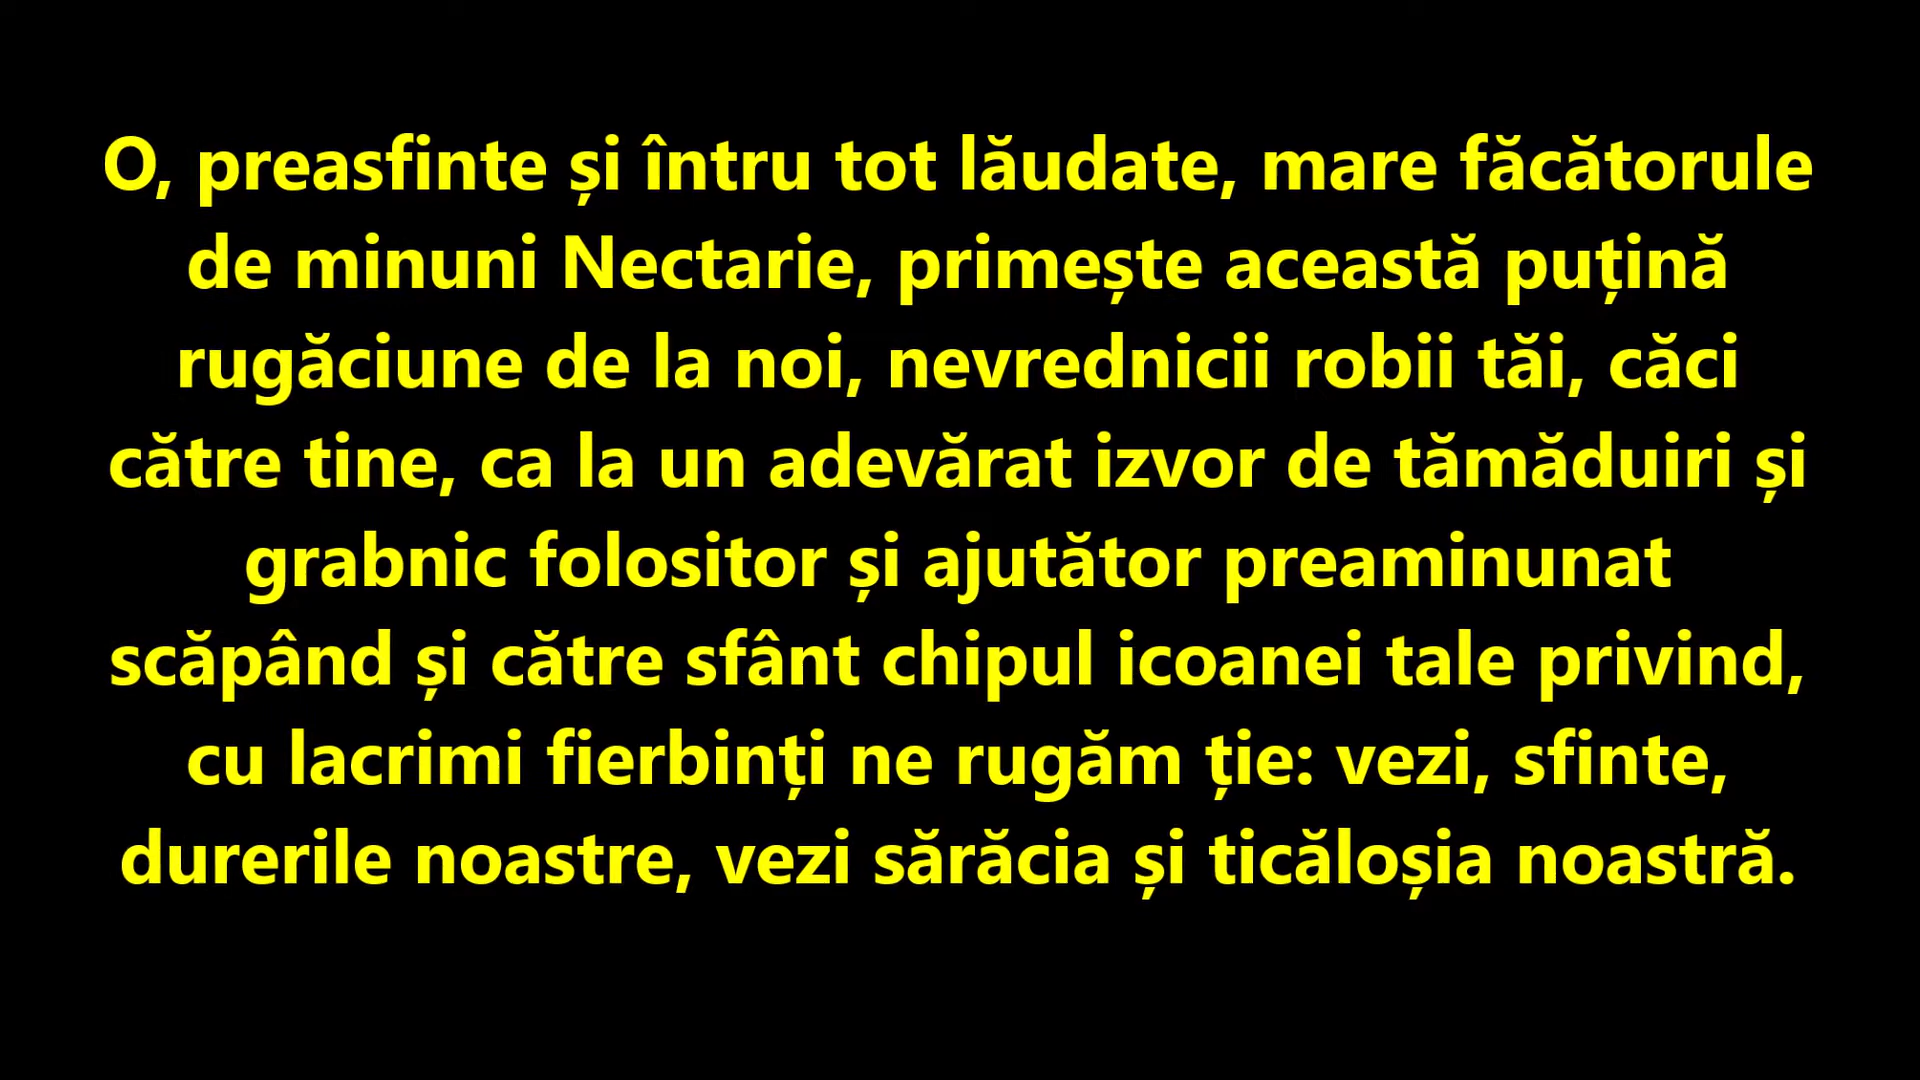 O, preasfinte și întru tot lăudate, mare făcătorule
de minuni Nectarie, primește această puțină
rugăciune de la noi, nevrednicii robii tăi, căci
către tine, ca la un adevărat izvor de tămăduiri și
grabnic folositor și ajutător preaminunat
scăpând și către sfânt chipul icoanei tale privind,
cu lacrimi fierbinți ne rugăm ție: vezi, sfinte,
durerile noastre, vezi sărăcia și ticăloșia noastră.